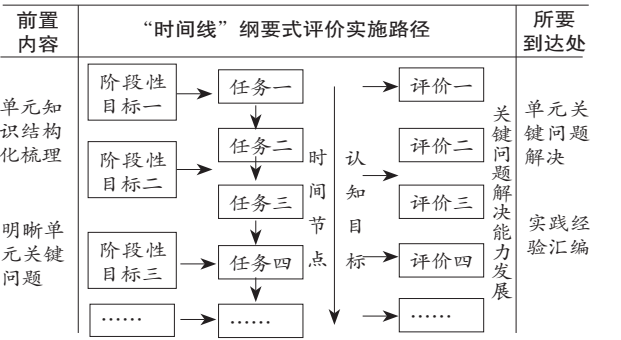 前置
内容
“时间线”纲要式评价实施路径
所要
到达处
单元知
识结构
化梳理
明晰单
元关键
问题
阶段性
目标一
阶段性
目标二
阶段性
目标三
……
任务一
任务二
任务三
任务四
……
时间节点
认知目标
评价一
评价二
评价三
评价四
……
关键问题解决能力发展
单元关
键问题
解决
实践经
验汇编